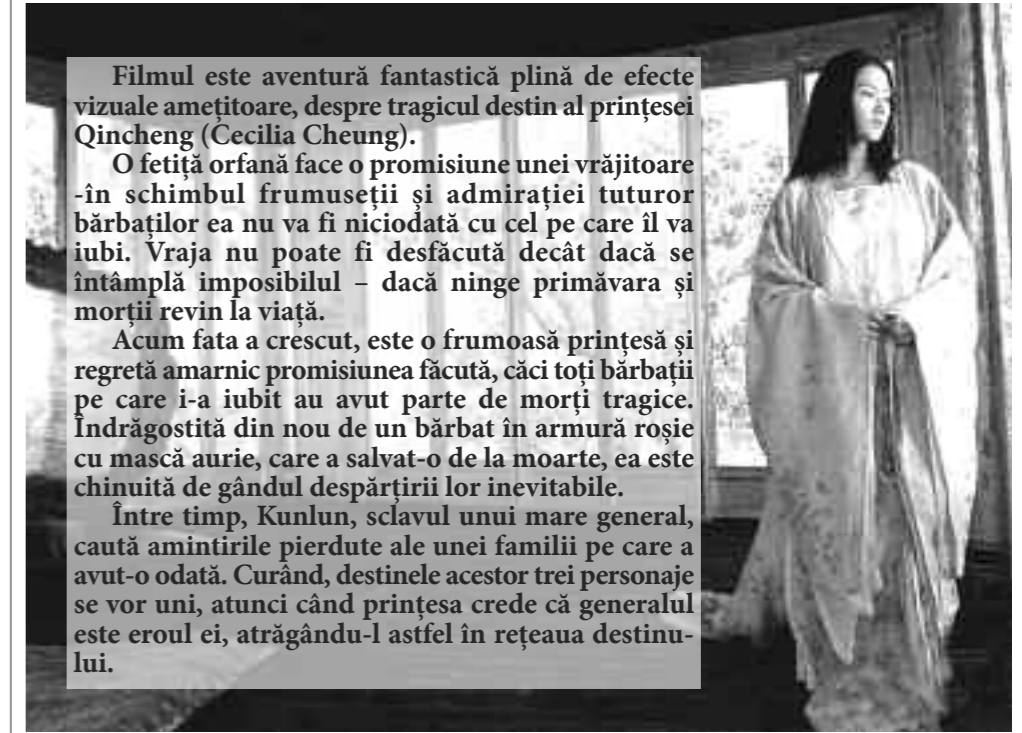 Filmul este aventură fantastică plină de efecte
vizuale amețitoare, despre tragicul destin al prințesei
Qincheng (Cecilia Cheung).
O fetiță orfană face o promisiune unei vrăjitoare
-în schimbul frumuseții și admirației tuturor
bărbaților ea nu va fi niciodată cu cel pe care îl va
iubi. Vraja nu poate fi desfăcută decât dacă se
întâmplă imposibilul – dacă ninge primăvara și
morții revin la viață.
Acum fata a crescut, este o frumoasă prințesă și
regretă amarnic promisiunea făcută, căci toți bărbații
pe care i-a iubit au avut parte de morți tragice.
Îndrăgostită din nou de un bărbat în armură roșie
cu mască aurie, care a salvat-o de la moarte, ea este
chinuită de gândul despărțirii lor inevitabile.
Între timp, Kunlun, sclavul unui mare general,
caută amintirile pierdute ale unei familii pe care a
avut-o odată. Curând, destinele acestor trei personaje
se vor uni, atunci când prințesa crede că generalul
este eroul ei, atrăgându-l astfel în rețeaua destinu-
lui.